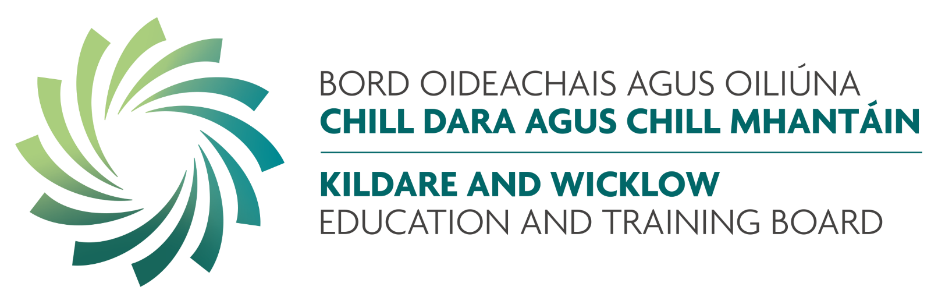 BORD OIDEACHAIS AGUS OILIÚNA
CHILL DARA AGUS CHILL MHANTÁIN
KILDARE AND WICKLOW
EDUCATION AND TRAINING BOARD